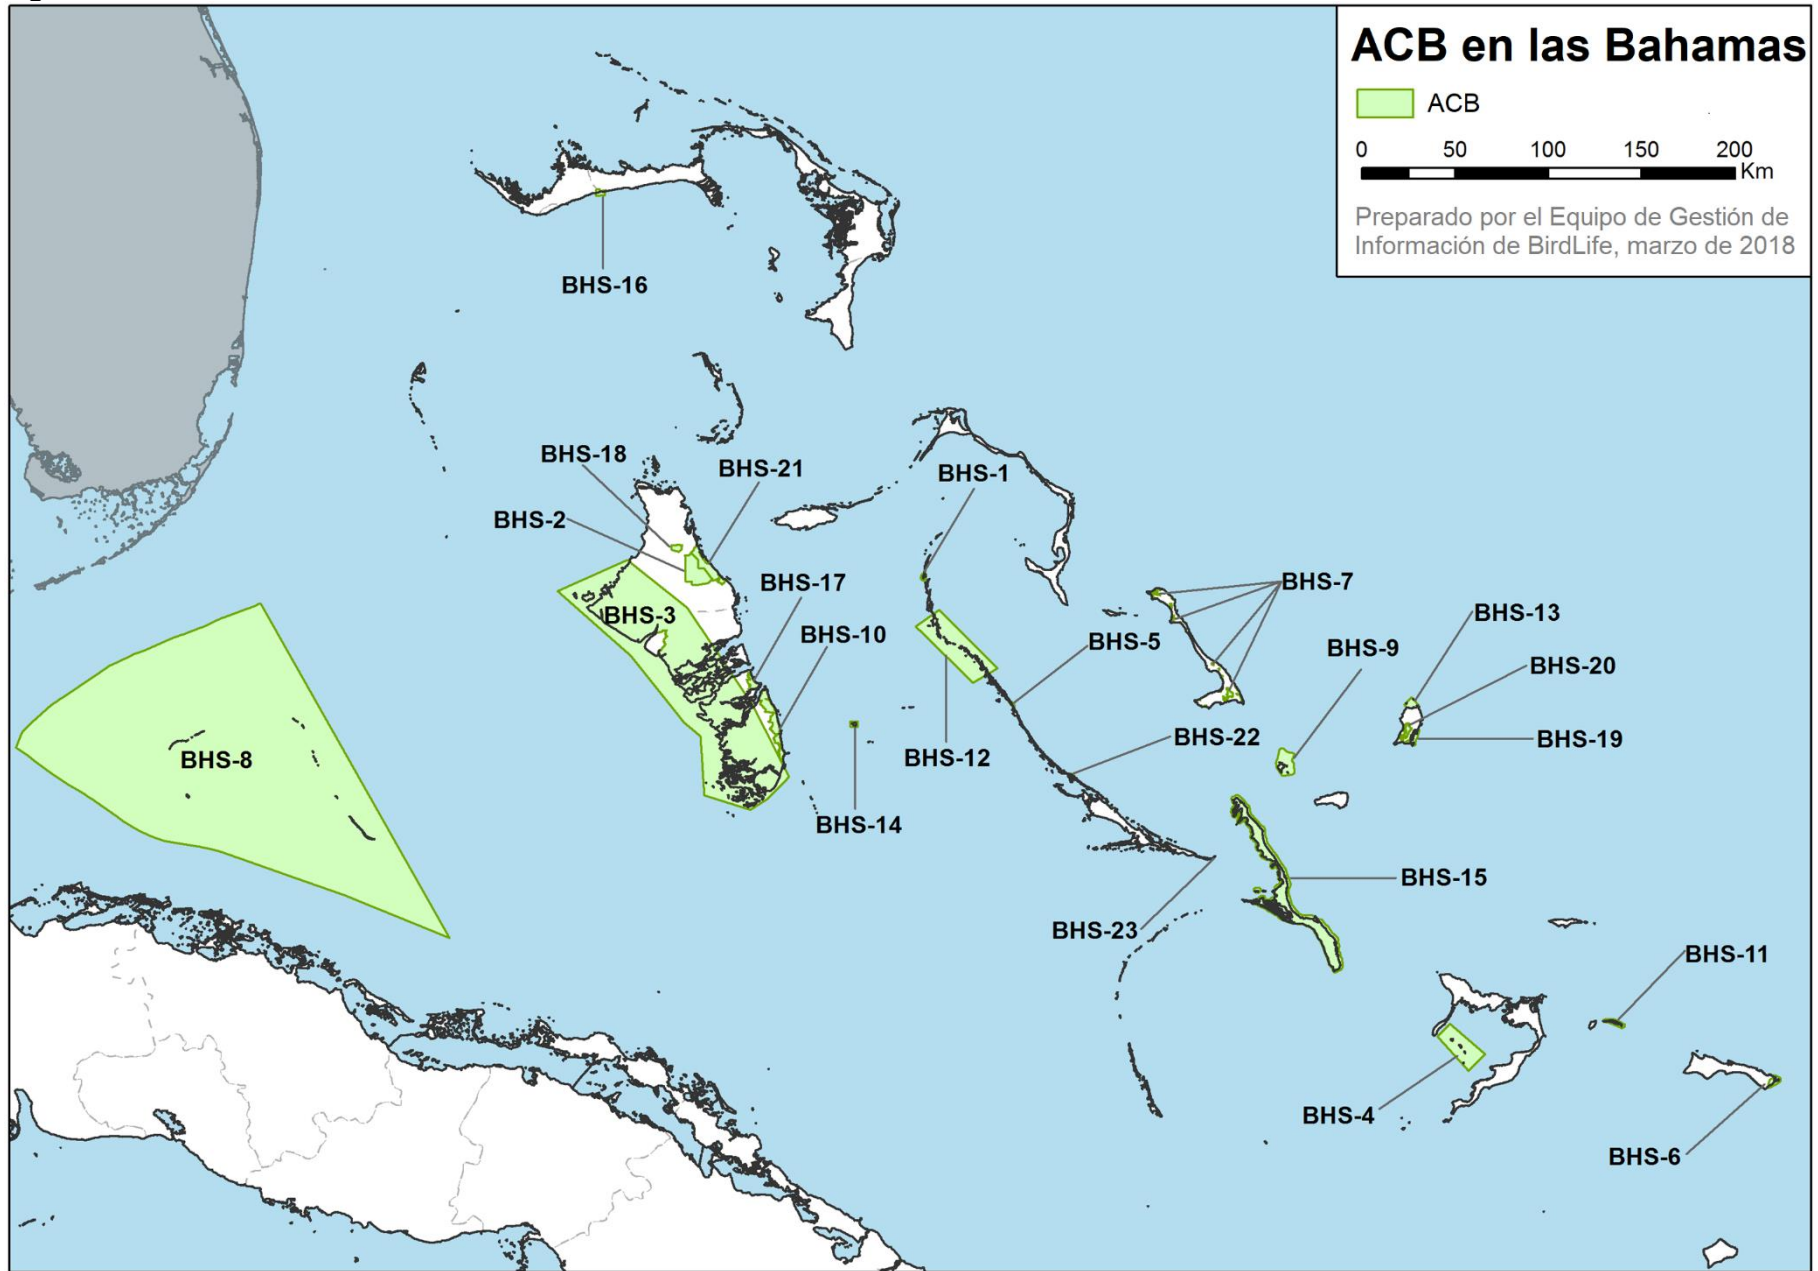 ACB en las Bahamas
ACB
0 50 100 150 200
Km
Preparado por el Equipo de Gestión de
Información de BirdLife, marzo de 2018
BHS-16
BHS-18
BHS-21
BHS-1
BHS-2
BHS-17
BHS-7
BHS-3
BHS-13
BHS-10
BHS-5
BHS-9
BHS-20
BHS-22
BHS-19
BHS-12
BHS-8
BHS-14
BHS-15
BHS-23
BHS-11
BHS-4
BHS-6